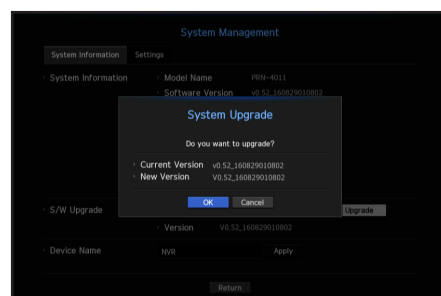 System Management
System Information Settings
System Information
Model Name PRN-4011
Software Version v0.52_160829010802
System Upgrade
Do you want to upgrade?
Current Version v0.52_160829010802
New Version V0.52_160829010802
OK Cancel
S/W Upgrade Upgrade
Version V0.52_160829010802
Device Name NVR Apply
Return